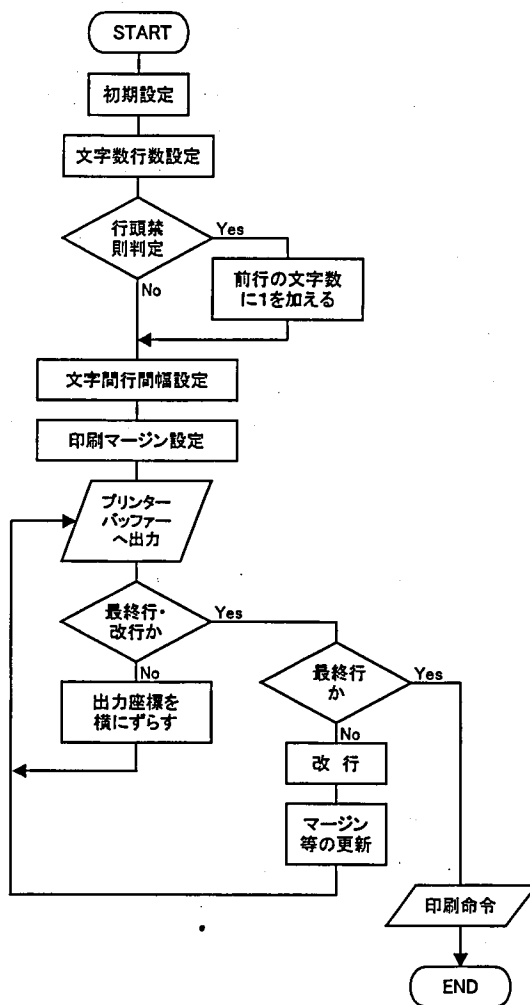 START
初期設定
文字数行数設定
行頭禁
則判定
Yes
No
前行の文字数
に1を加える
文字間行間幅設定
印刷マージン設定
プリンター
バッファー
へ出力
最終行・
改行か
Yes
No
出力座標を
横にずらす
最終行
か
Yes
No
改 行
マージン
等の更新
印刷命令
END